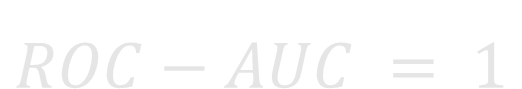 ROC − AUC = 1